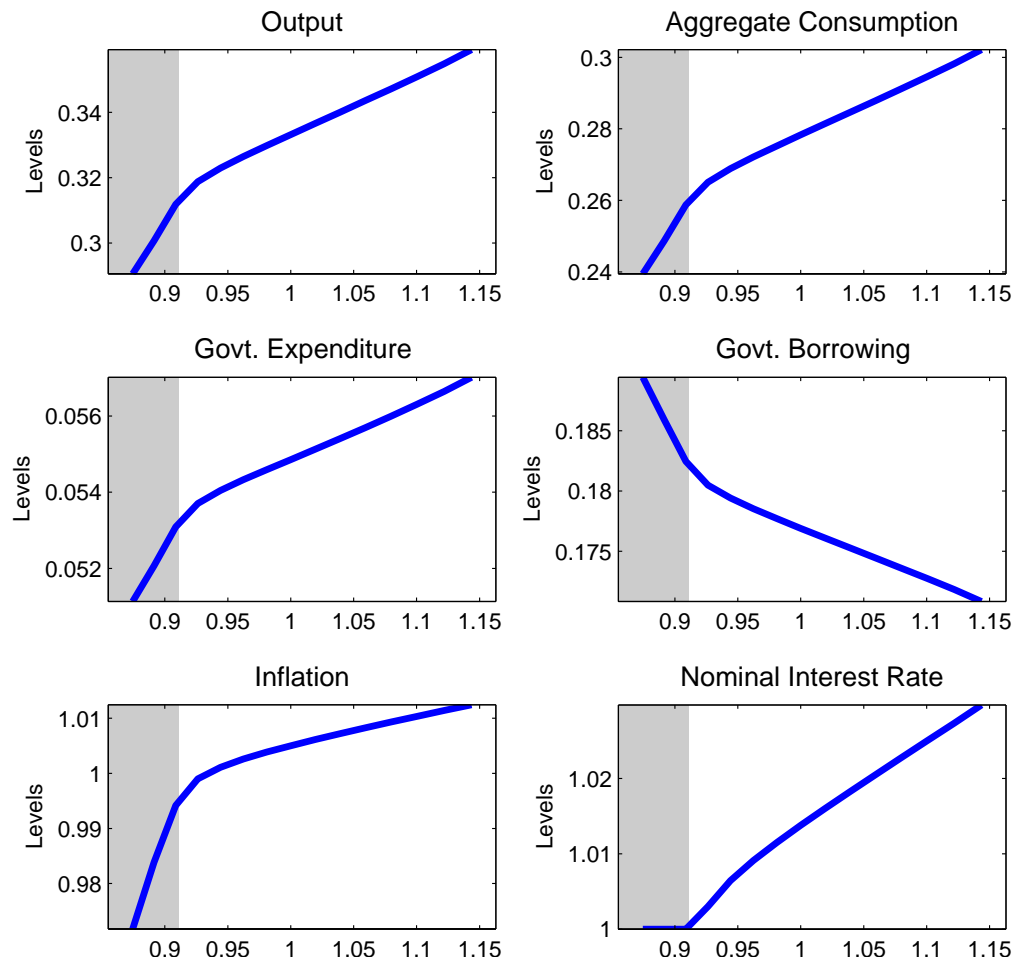 Output
Levels
0.34
0.32
0.3
0.9 0.95 1 1.05 1.1 1.15
Aggregate Consumption
Levels
0.3
0.28
0.26
0.24
0.9 0.95 1 1.05 1.1 1.15
Govt. Expenditure
Levels
0.056
0.054
0.052
0.9 0.95 1 1.05 1.1 1.15
Govt. Borrowing
Levels
0.185
0.18
0.175
0.9 0.95 1 1.05 1.1 1.15
Inflation
Levels
1.01
1
0.99
0.98
0.9 0.95 1 1.05 1.1 1.15
Nominal Interest Rate
Levels
1.02
1.01
1
0.9 0.95 1 1.05 1.1 1.15